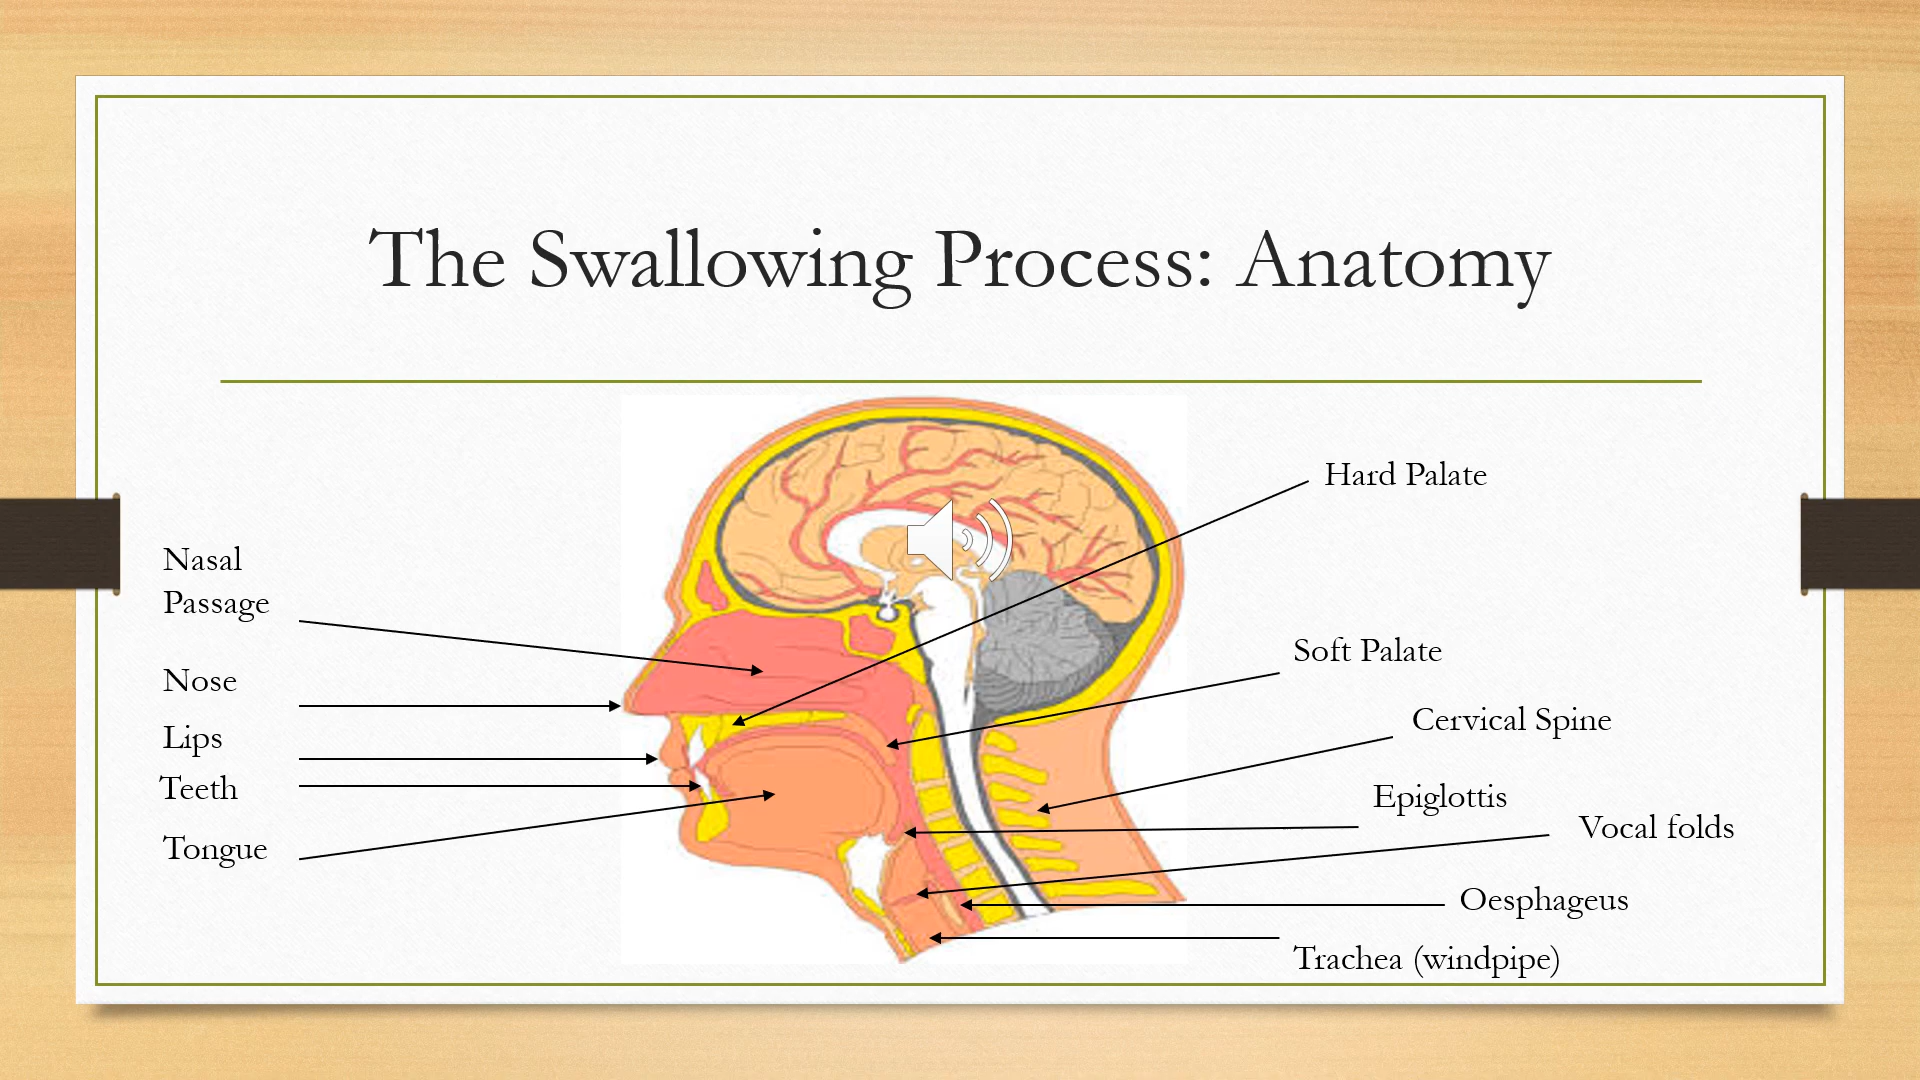 The Swallowing Process: Anatomy
Nasal
Passage
Nose
Lips
Teeth
Tongue
Hard Palate
Soft Palate
Cervical Spine
Epiglottis
Vocal folds
Oesphageus
Trachea (windpipe)